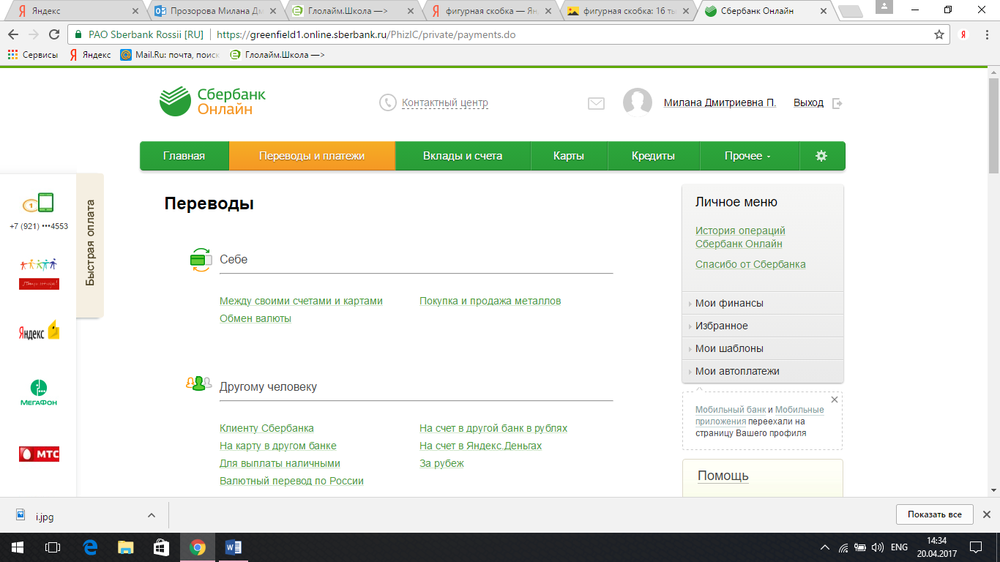 Яндекс
Прозорова Милана Дм
Глолайм.Школа —>
фигурная скобка — Ян
фигурная скобка: 16 ты
Сбербанк Онлайн
PAO Sberbank Rossii [RU]
https://greenfield1.online.sberbank.ru/PhizIC/private/payments.do
Сервисы
Яндекс
Mail.Ru: почта, поиск
Глолайм.Школа —>
Сбербанк
Онлайн
Контактный центр
Милана Дмитриевна П.
Выход
Главная
Переводы и платежи
Вклады и счета
Карты
Кредиты
Прочее
+7 (921) •••4553
Яндекс
МегаФон
МТС
Быстрая оплата
Переводы
Себе
Между своими счетами и картами
Покупка и продажа металлов
Обмен валюты
Другому человеку
Клиенту Сбербанка
На счет в другой банк в рублях
На карту в другом банке
На счет в Яндекс.Деньгах
Для выплаты наличными
За рубеж
Валютный перевод по России
Личное меню
История операций
Сбербанк Онлайн
Спасибо от Сбербанка
Мои финансы
Избранное
Мои шаблоны
Мои автоплатежи
Мобильный банк и Мобильные
приложения переехали на
страницу Вашего профиля
Помощь
i.jpg
Показать все
ENG
14:34
20.04.2017